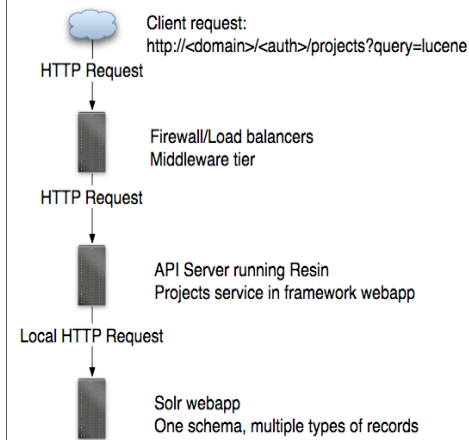 Client request:
http://<domain>/<auth>/projects?query=lucene
HTTP Request
Firewall/Load balancers
Middleware tier
HTTP Request
API Server running Resin
Projects service in framework webapp
Local HTTP Request
Solr webapp
One schema, multiple types of records